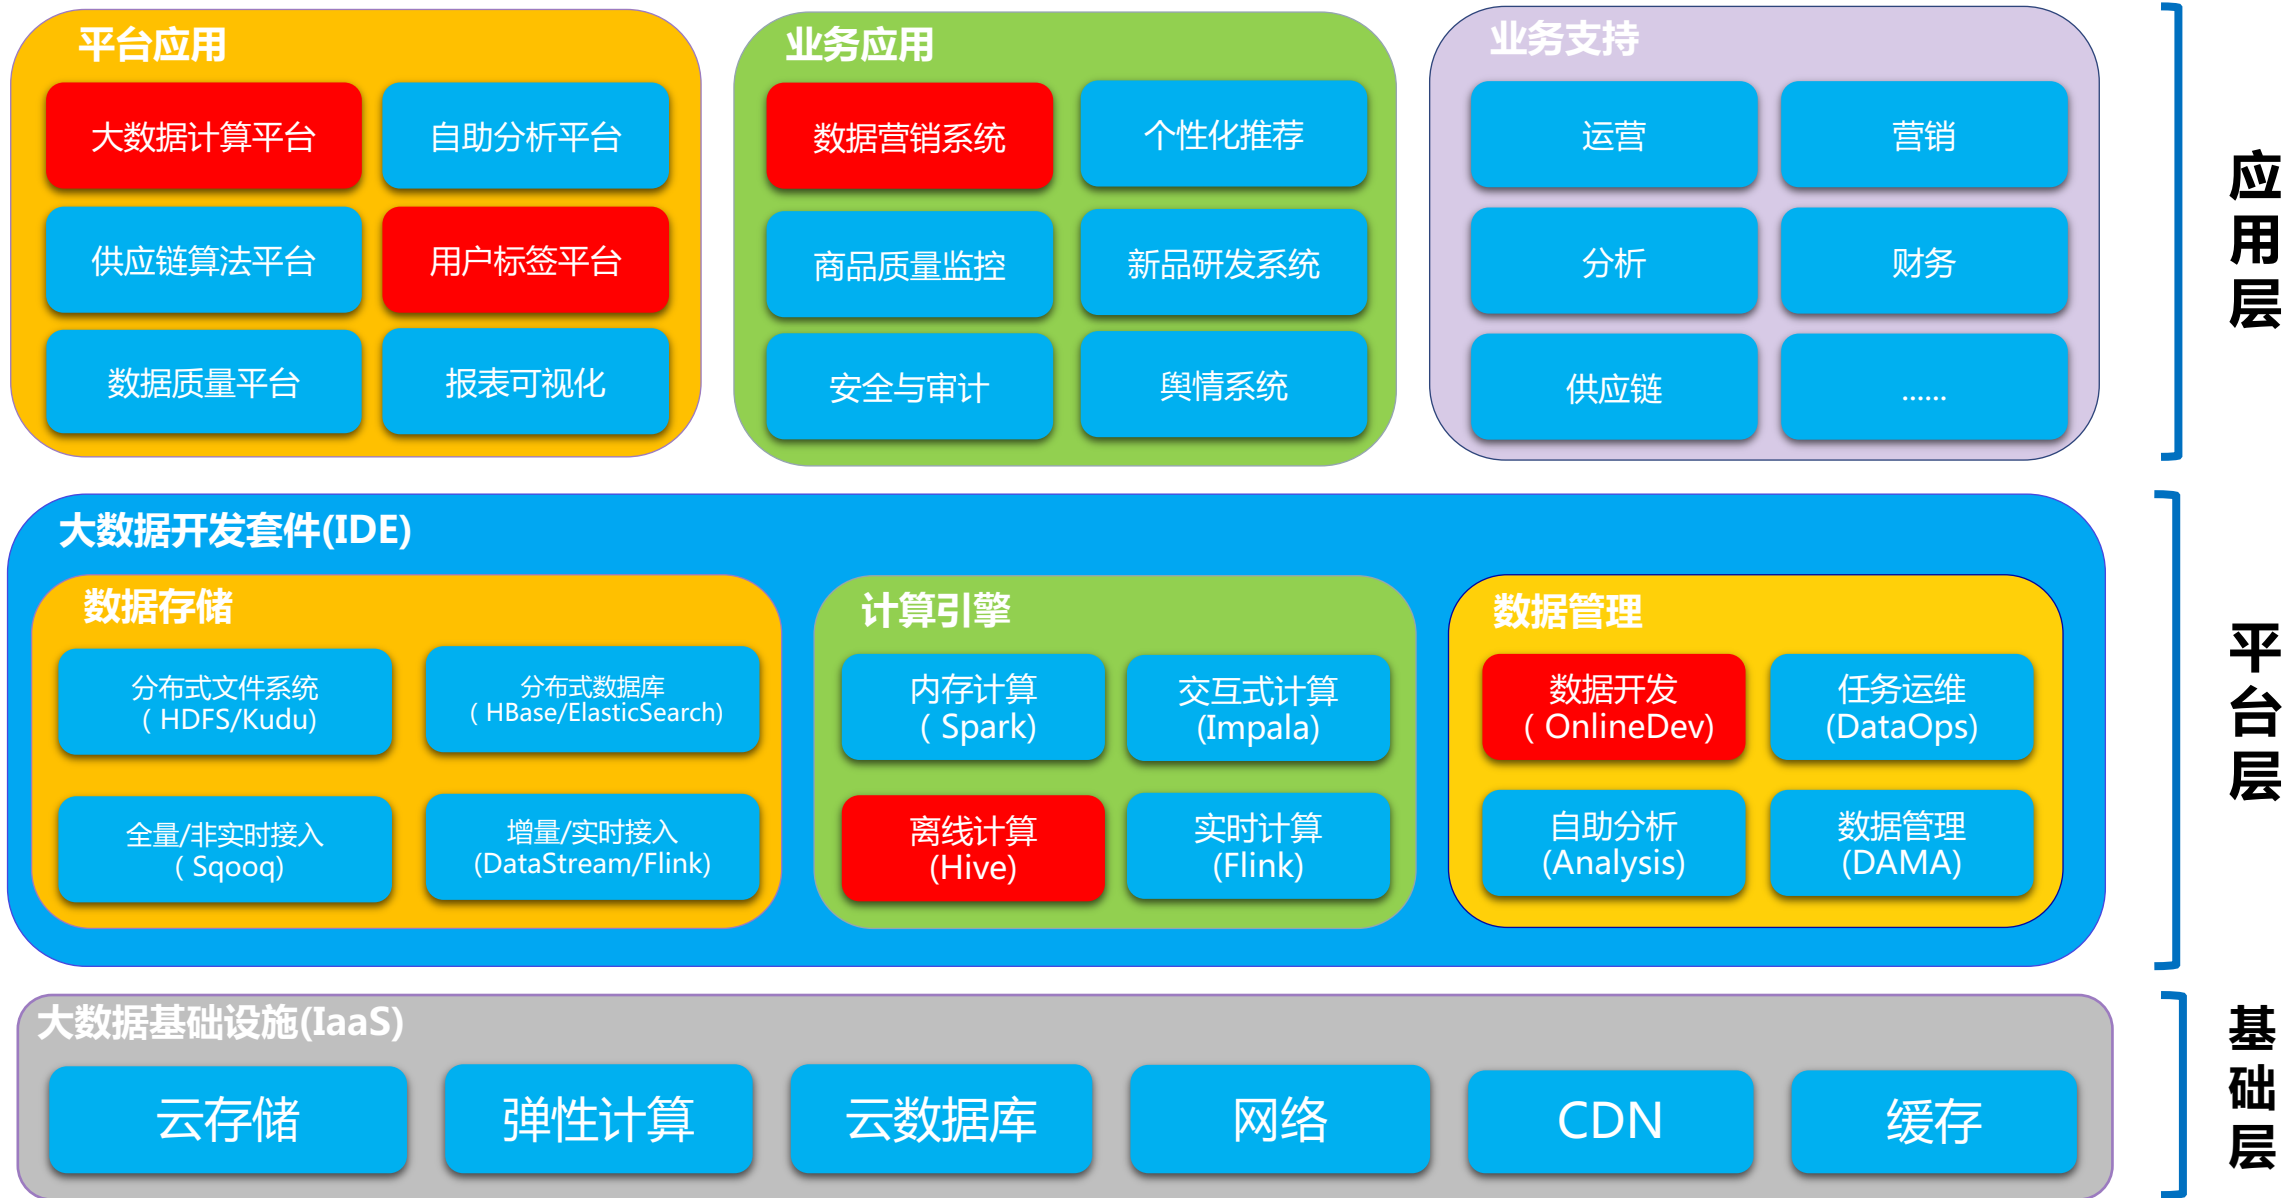 平台应用
大数据计算平台
自助分析平台
供应链算法平台
用户标签平台
数据质量平台
报表可视化
业务应用
数据营销系统
个性化推荐
商品质量监控
新品研发系统
安全与审计
舆情系统
业务支持
运营
营销
分析
财务
供应链
......
应用层
大数据开发套件(IDE)
数据存储
分布式文件系统
( HDFS/Kudu)
分布式数据库
( HBase/ElasticSearch)
全量/非实时接入
( Sqooq)
增量/实时接入
(DataStream/Flink)
计算引擎
内存计算
( Spark)
交互式计算
(Impala)
离线计算
(Hive)
实时计算
(Flink)
数据管理
数据开发
( OnlineDev)
任务运维
(DataOps)
自助分析
(Analysis)
数据管理
(DAMA)
平台层
大数据基础设施(IaaS)
云存储
弹性计算
云数据库
网络
CDN
缓存
基础层